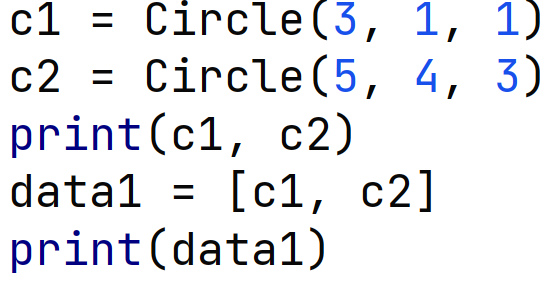 c1 = Circle(3, 1, 1)
c2 = Circle(5, 4, 3)
print(c1, c2)
data1 = [c1, c2]
print(data1)